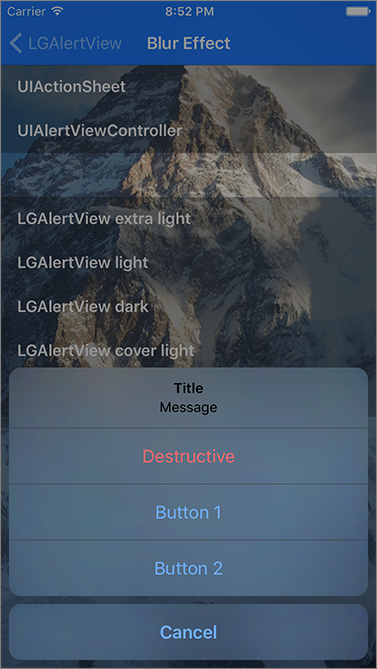 Carrier 8:52 PM
LGAlertView Blur Effect
UIActionSheet
UIAlertViewController
LGAlertView extra light
LGAlertView light
LGAlertView dark
LGAlertView cover light
Title
Message
Destructive
Button 1
Button 2
Cancel